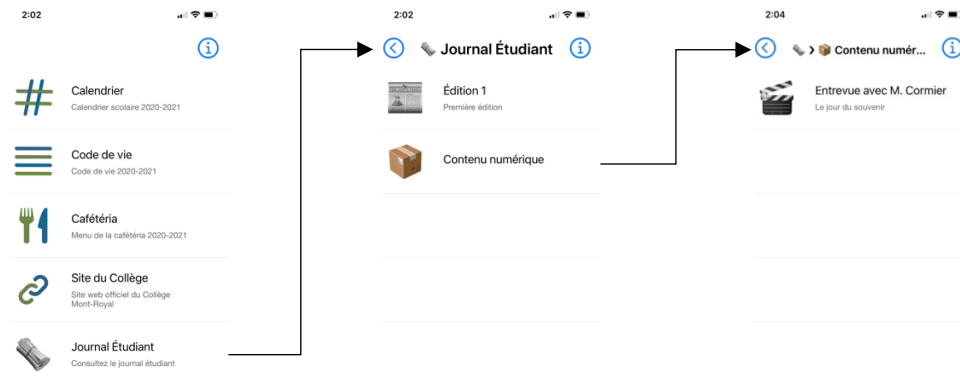 2:02
Calendrier
Calendrier scolaire 2020-2021
Code de vie
Code de vie 2020-2021
Cafétéria
Menu de la cafétéria 2020-2021
Site du Collège
Site web officiel du Collège
Mont-Royal
Journal Étudiant
Consultez le journal étudiant
2:02
Journal Étudiant
Édition 1
Première édition
Contenu numérique
2:04
Contenu numér...
Entrevue avec M. Cormier
Le jour du souvenir